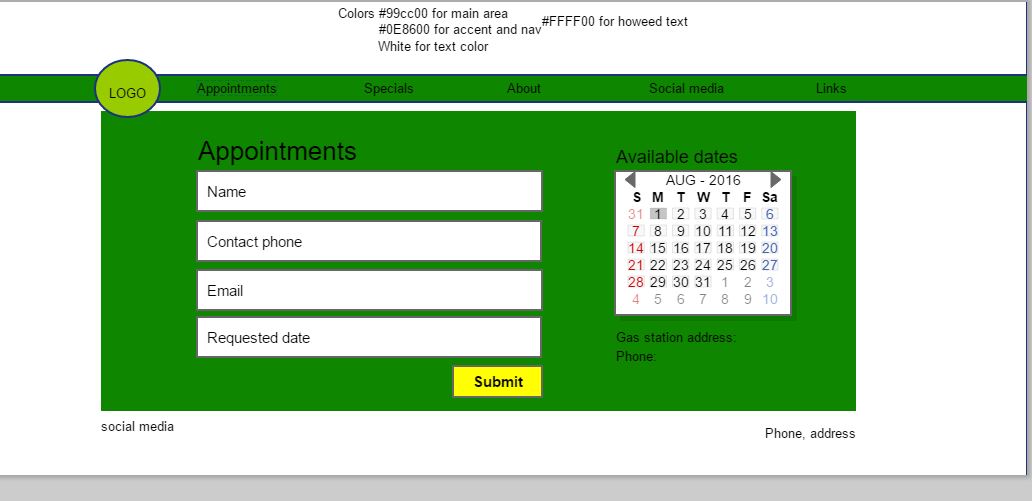 Colors #99cc00 for main area
#0E8600 for accent and nav
#FFFF00 for howeed text
White for text color
LOGO
Appointments Specials About Social media Links
Appointments
Name
Contact phone
Email
Requested date
Submit
Available dates
AUG - 2016
S M T W T F Sa
31 1 2 3 4 5 6
7 8 9 10 11 12 13
14 15 16 17 18 19 20
21 22 23 24 25 26 27
28 29 30 31 1 2 3
4 5 6 7 8 9 10
Gas station address:
Phone:
social media
Phone, address